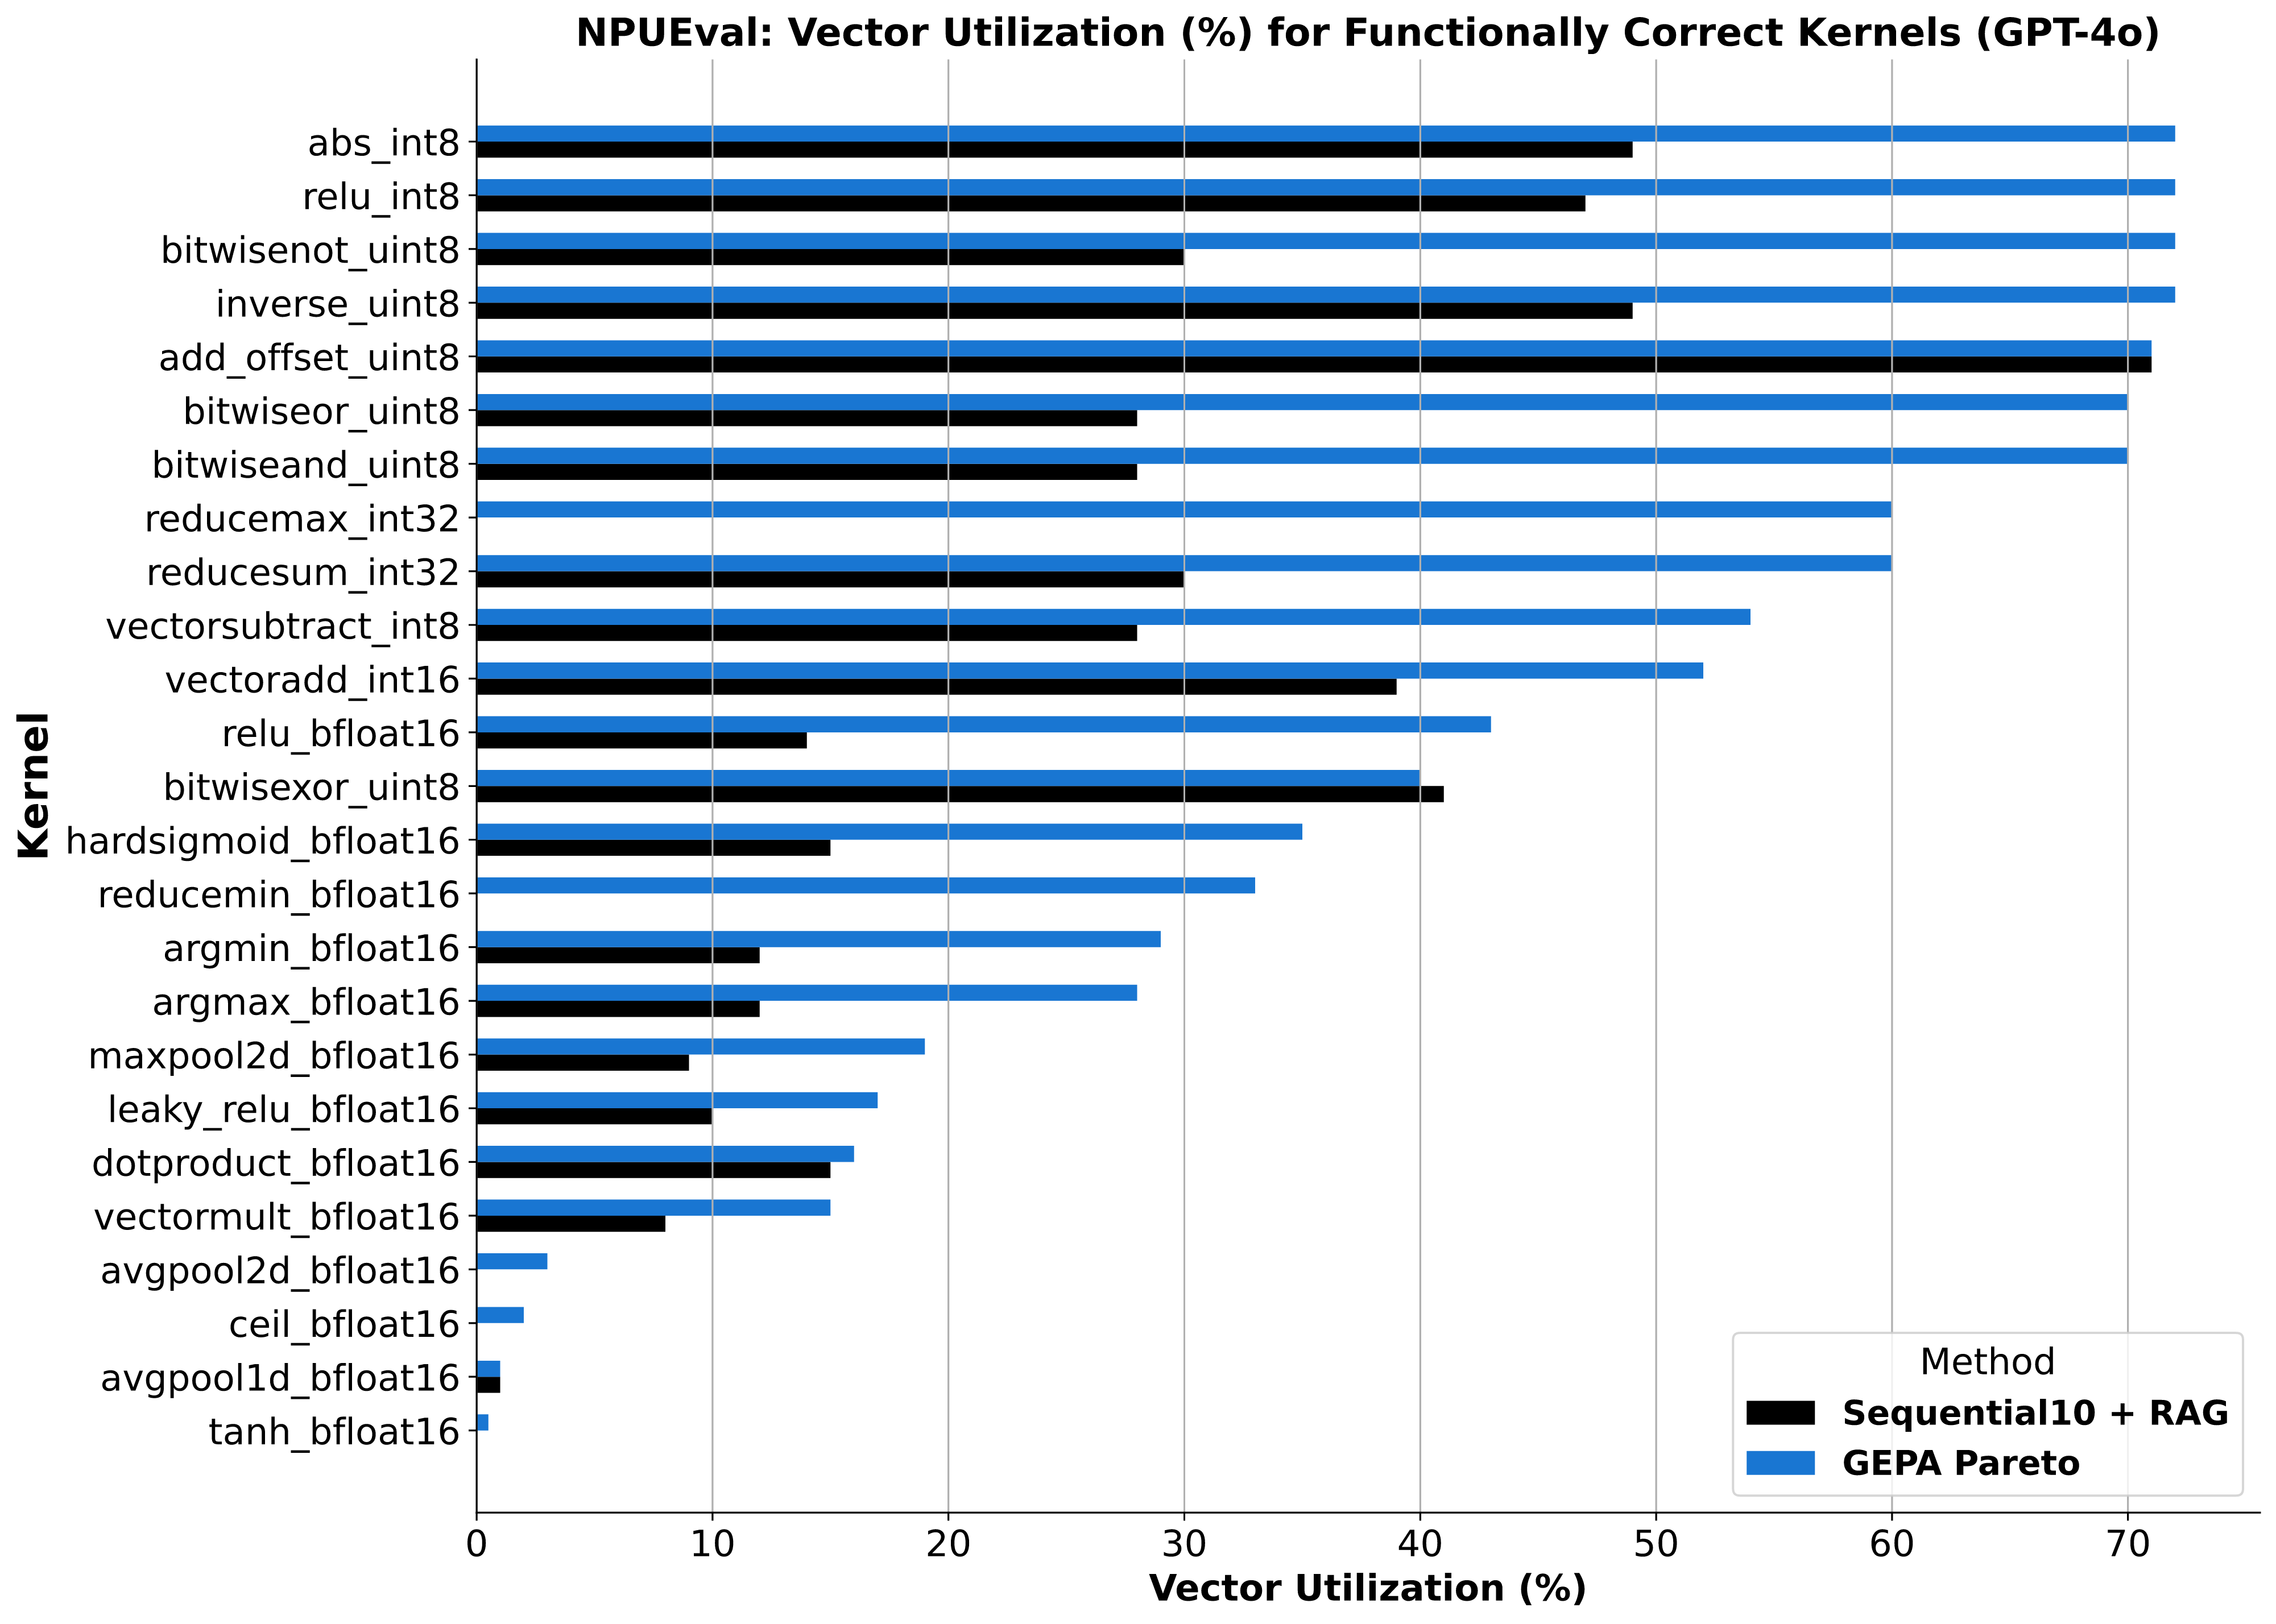 NPUEval: Vector Utilization (%) for Functionally Correct Kernels (GPT-4o)
abs_int8
relu_int8
bitwisenot_uint8
inverse_uint8
add_offset_uint8
bitwiseor_uint8
bitwiseand_uint8
reducemax_int32
reducesum_int32
vectorsubtract_int8
vectoradd_int16
relu_bfloat16
bitwisexor_uint8
hardsigmoid_bfloat16
reducemin_bfloat16
argmin_bfloat16
argmax_bfloat16
maxpool2d_bfloat16
leaky_relu_bfloat16
dotproduct_bfloat16
vectormult_bfloat16
avgpool2d_bfloat16
ceil_bfloat16
avgpool1d_bfloat16
tanh_bfloat16
Kernel
Method
Sequential10 + RAG
GEPA Pareto
0 10 20 30 40 50 60 70
Vector Utilization (%)